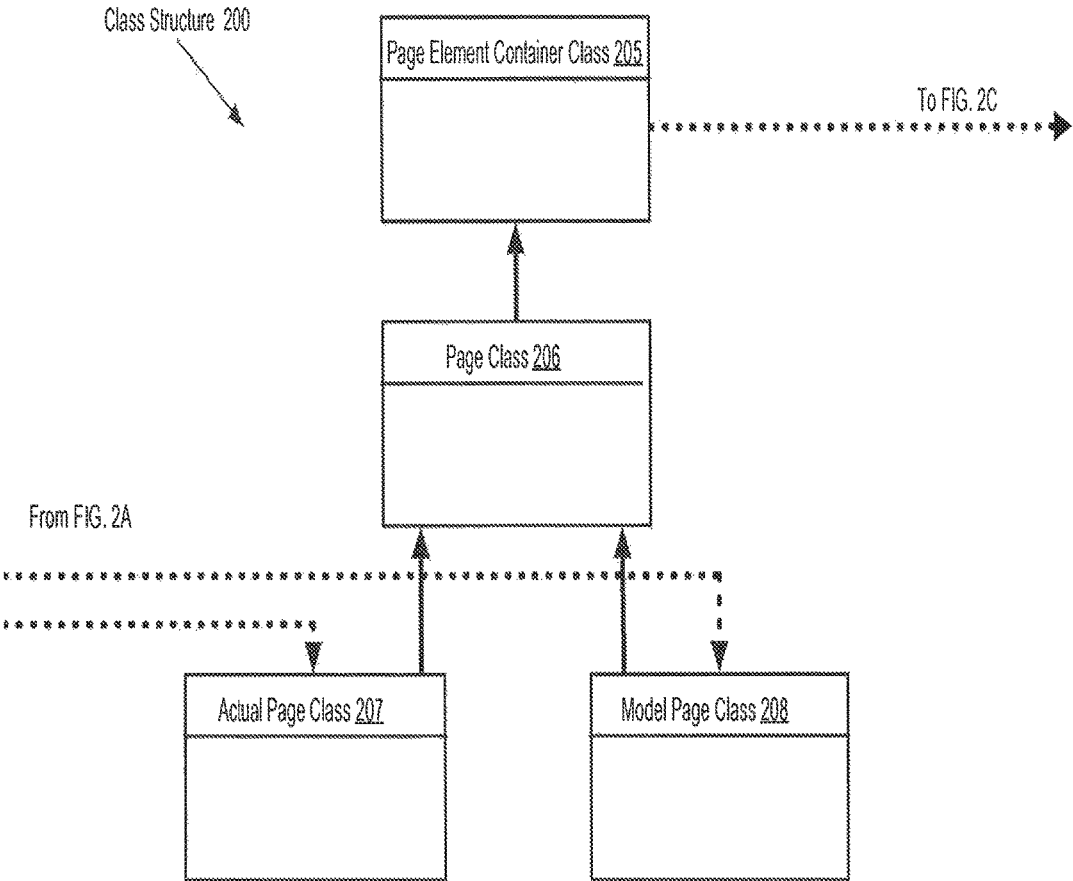 Class Structure 200
Page Element Container Class 205
To FIG. 2C
Page Class 206
From FIG. 2A
Actual Page Class 207
Model Page Class 208